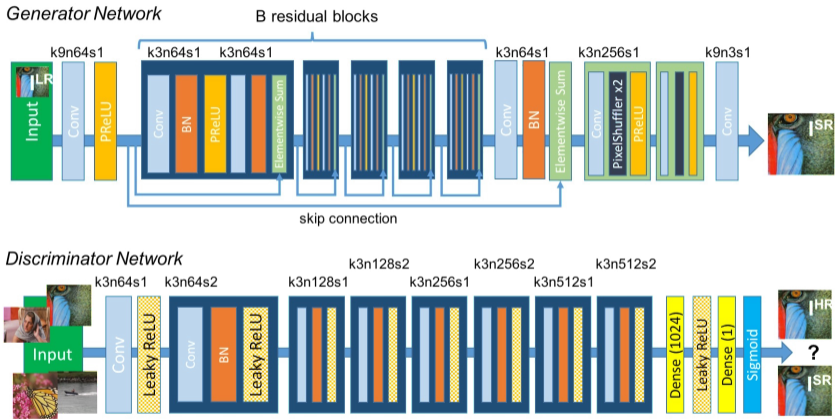 Generator Network
B residual blocks
k9n64s1
k3n64s1
k3n64s1
k3n64s1
k3n256s1
k9n3s1
Input
I LR
Conv
PReLU
Conv
BN
PReLU
Elementwise Sum
Conv
BN
Elementwise Sum
Conv
PixelShuffler x2
PReLU
Conv
I SR
skip connection
Discriminator Network
k3n128s2
k3n256s2
k3n512s2
k3n64s1
k3n64s2
k3n128s1
k3n256s1
k3n512s1
Input
Conv
Leaky ReLU
Conv
BN
Leaky ReLU
Dense (1024)
Leaky ReLU
Dense (1)
Sigmoid
I HR
?
I SR